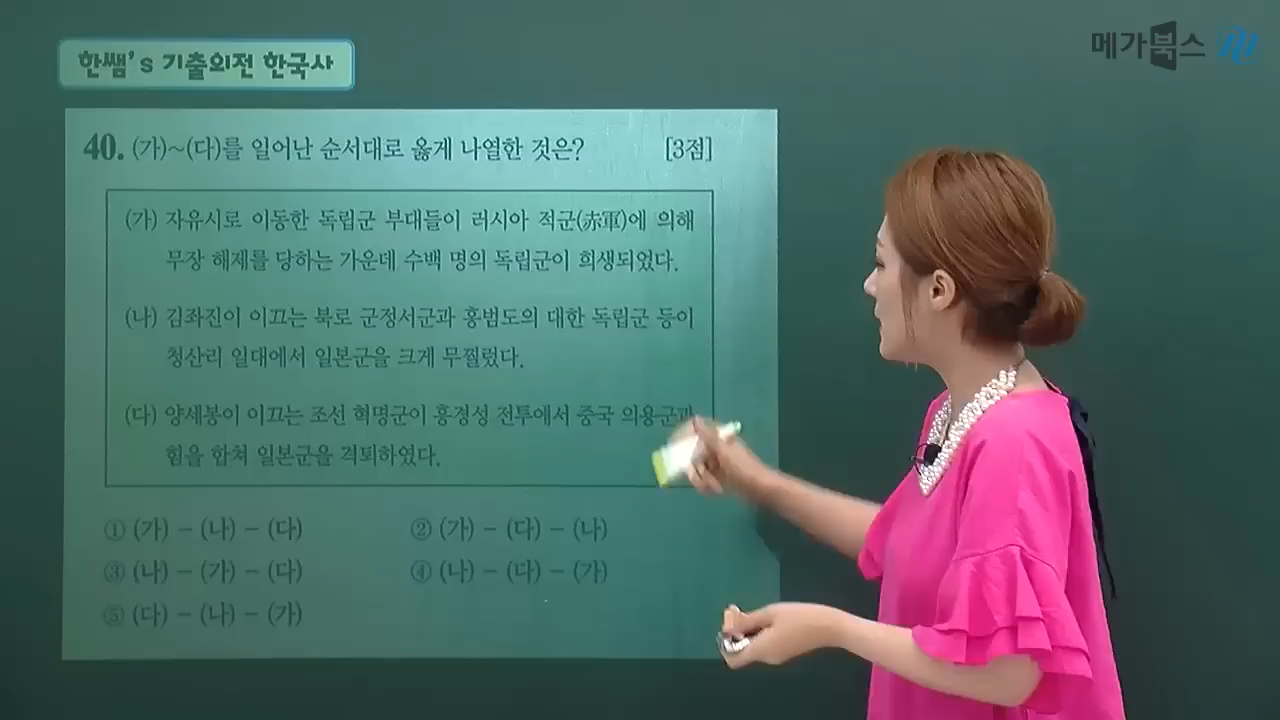 한쌤's 기출의전 한국사
메가북스
40. (가)~(다)를 일어난 순서대로 옳게 나열한 것은? [3점]
(가) 자유시로 이동한 독립군 부대들이 러시아 적군(赤軍)에 의해
무장 해제를 당하는 가운데 수백 명의 독립군이 희생되었다.
(나) 김좌진이 이끄는 북로 군정서군과 홍범도의 대한 독립군 등이
청산리 일대에서 일본군을 크게 무찔렀다.
(다) 양세봉이 이끄는 조선 혁명군이 흥경성 전투에서 중국 의용군과
힘을 합쳐 일본군을 격퇴하였다.
① (가) - (나) - (다) ② (가) - (다) - (나)
③ (나) - (가) - (다) ④ (나) - (다) - (가)
⑤ (다) - (나) - (가)